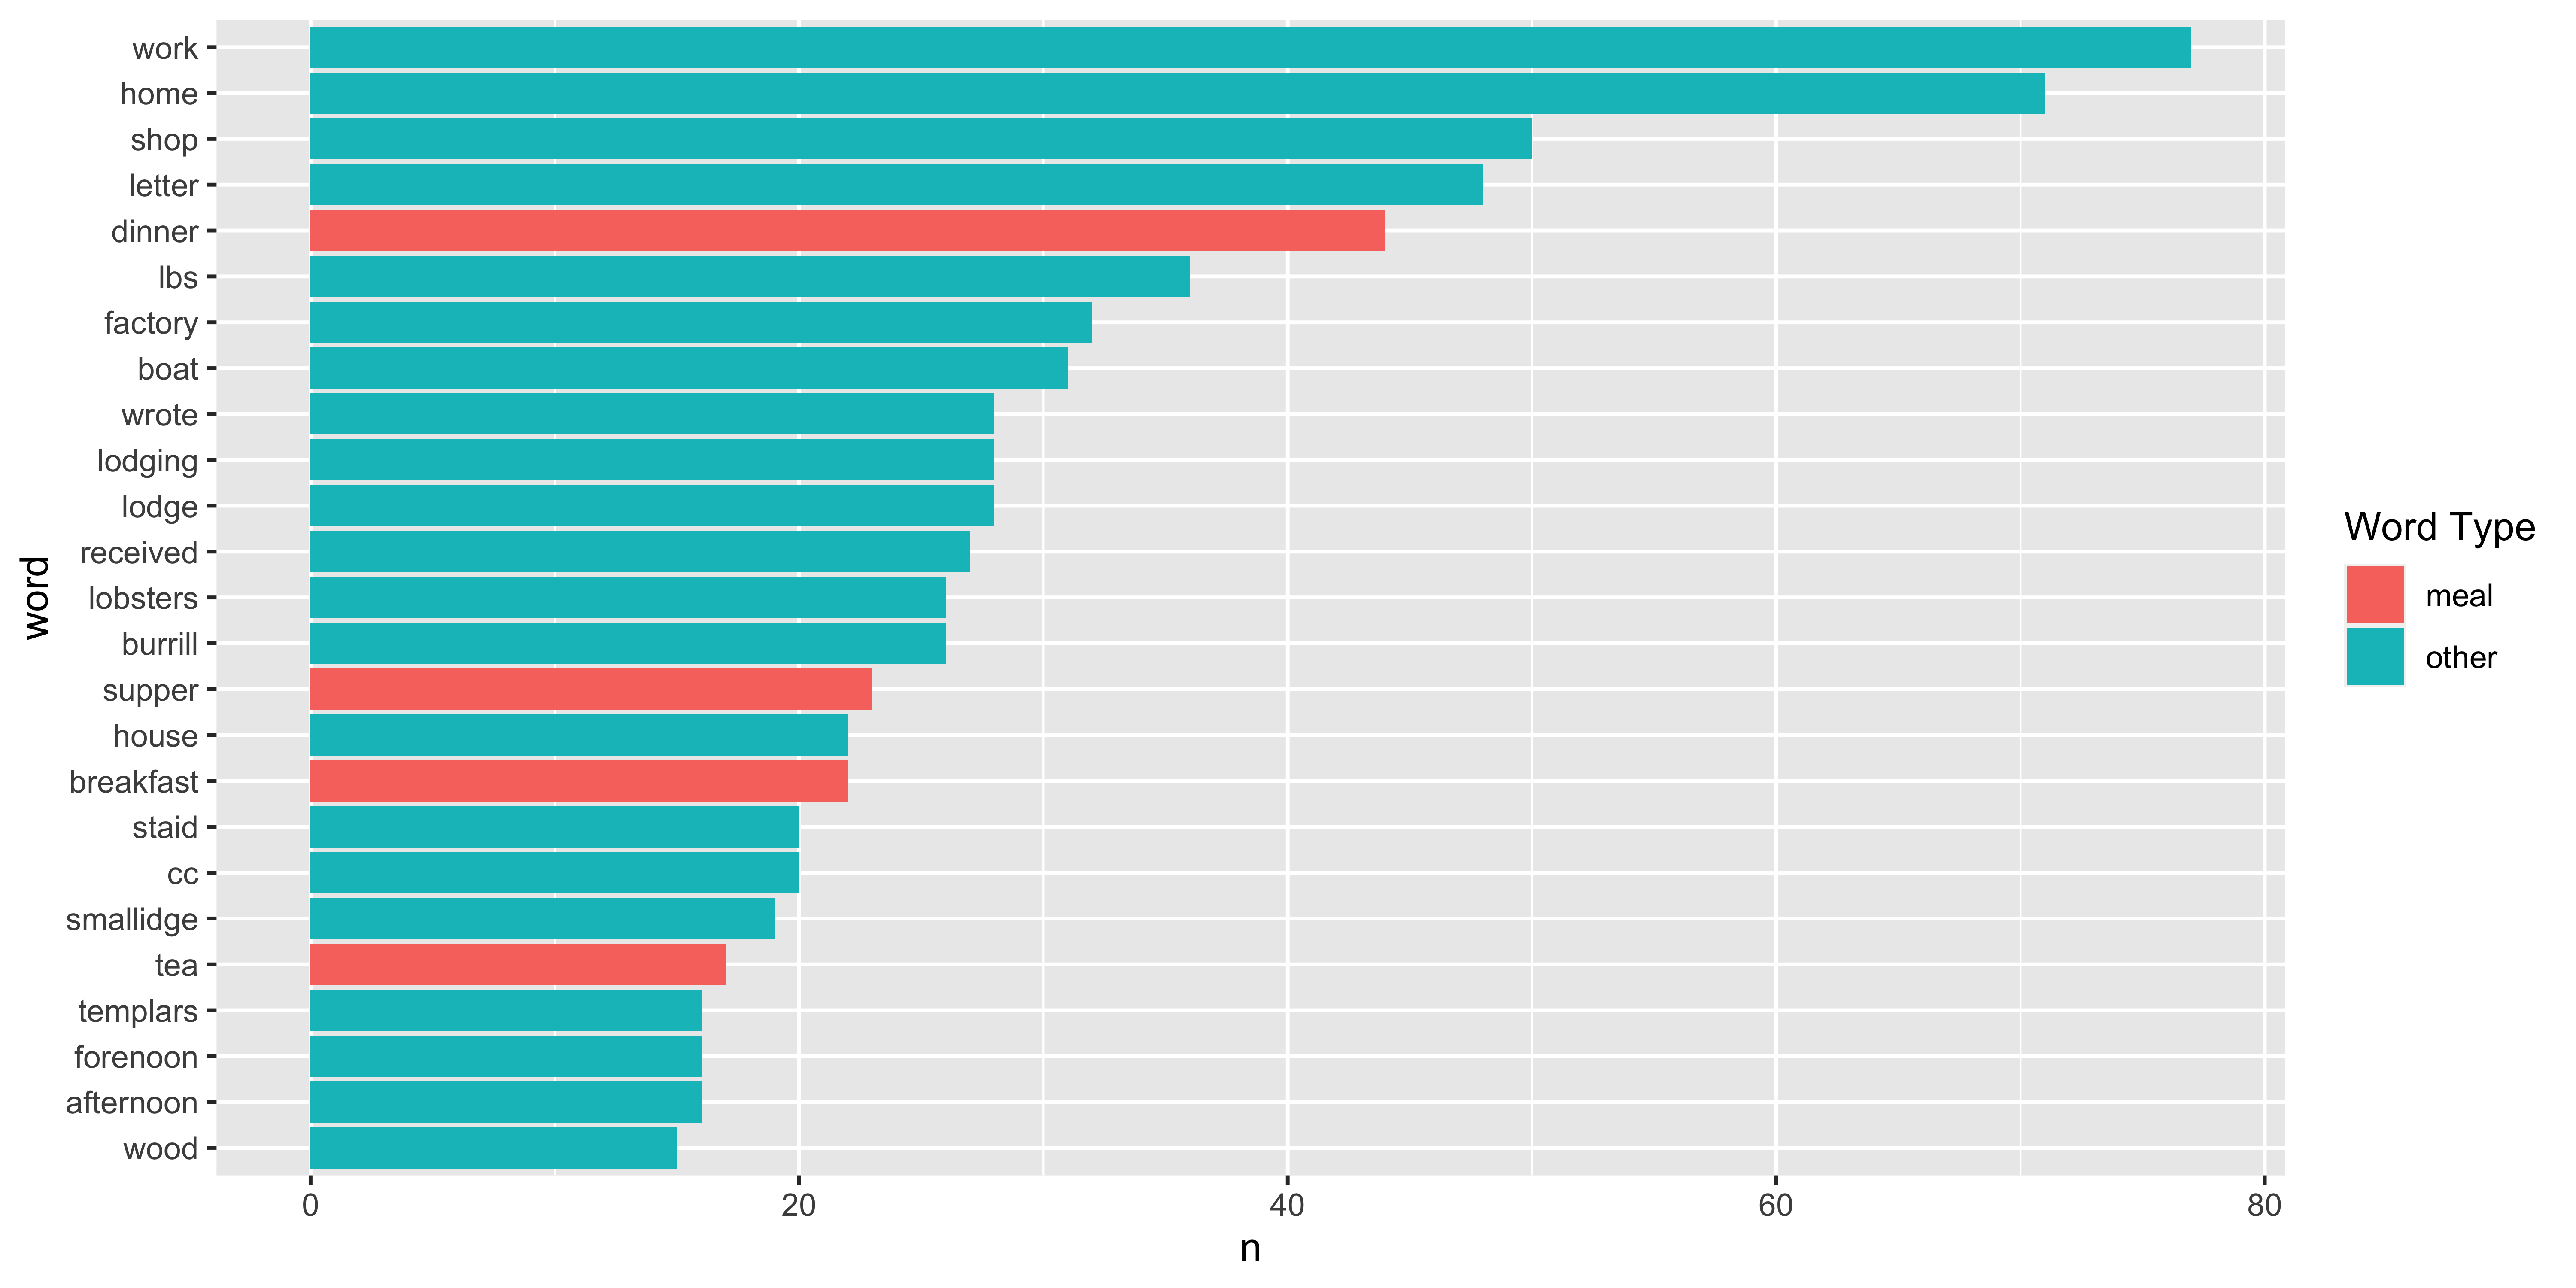 work
home
shop
letter
dinner
lbs
factory
boat
wrote
lodging
lodge
received
lobsters
burrill
supper
house
breakfast
staid
cc
smallidge
tea
templars
forenoon
afternoon
wood
word
0 20 40 60 80
n
Word Type
meal
other